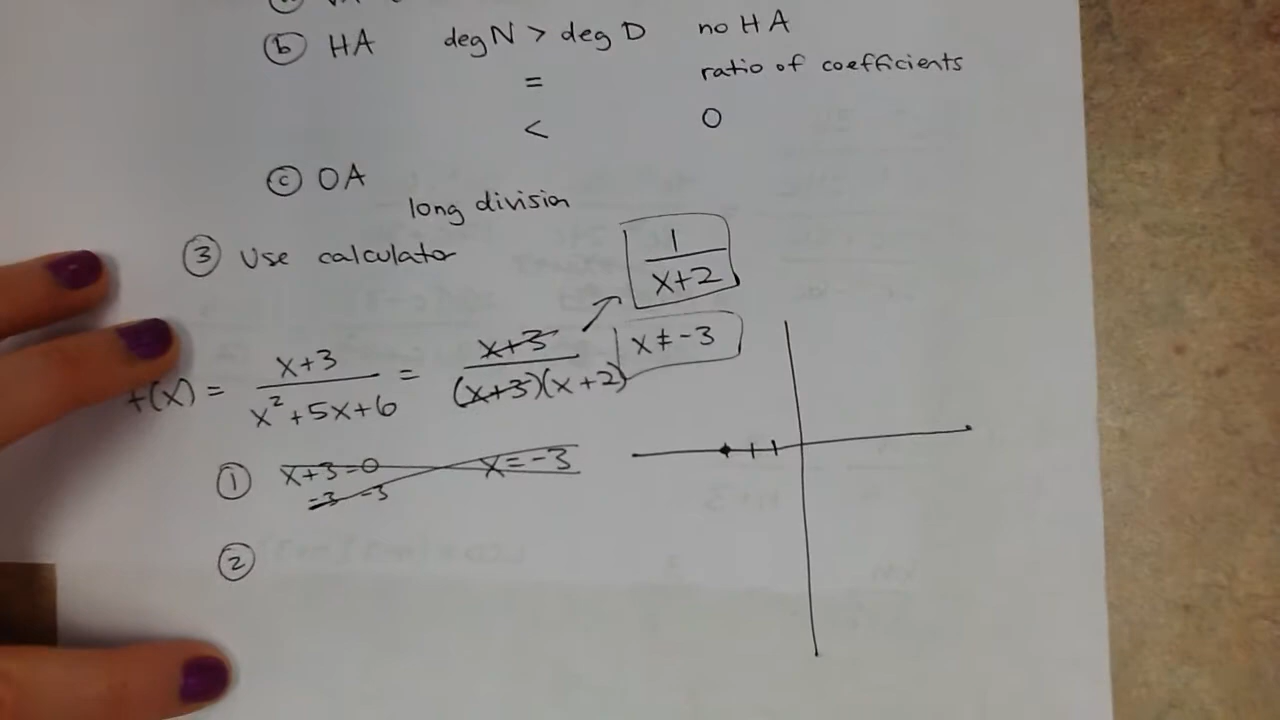 ⓑ HA deg N > deg D no HA
= ratio of coefficients
< 0
ⓒ OA
long division
③ Use calculator
1/(x+2)
f(x) = (x+3)/(x²+5x+6) = (x+3)/((x+3)(x+2)) → x≠-3
① x+3=0 x=-3
-3 -3
②